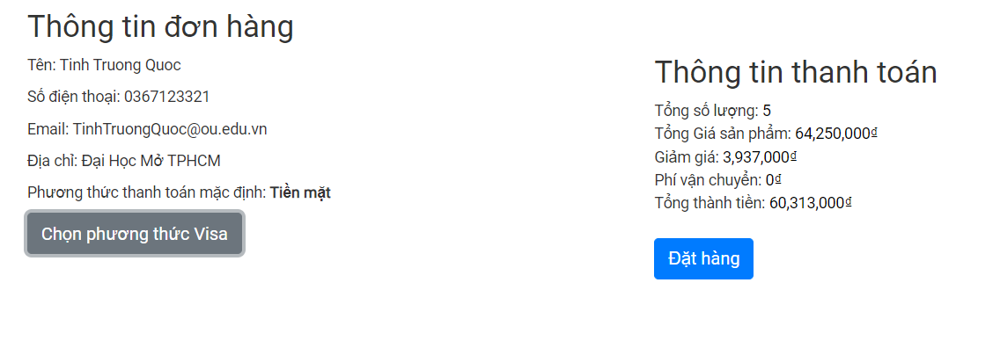 Thông tin đơn hàng
Tên: Tinh Truong Quoc
Số điện thoại: 0367123321
Email: TinhTruongQuoc@ou.edu.vn
Địa chỉ: Đại Học Mở TPHCM
Phương thức thanh toán mặc định: Tiền mặt
Chọn phương thức Visa
Thông tin thanh toán
Tổng số lượng: 5
Tổng Giá sản phẩm: 64,250,000₫
Giảm giá: 3,937,000₫
Phí vận chuyển: 0₫
Tổng thành tiền: 60,313,000₫
Đặt hàng